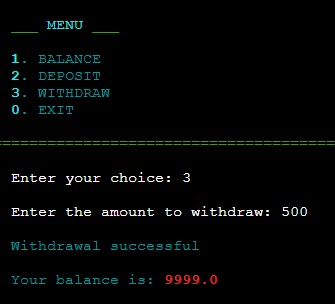 ___ MENU ___
1. BALANCE
2. DEPOSIT
3. WITHDRAW
0. EXIT
Enter your choice: 3
Enter the amount to withdraw: 500
Withdrawal successful
Your balance is: 9999.0